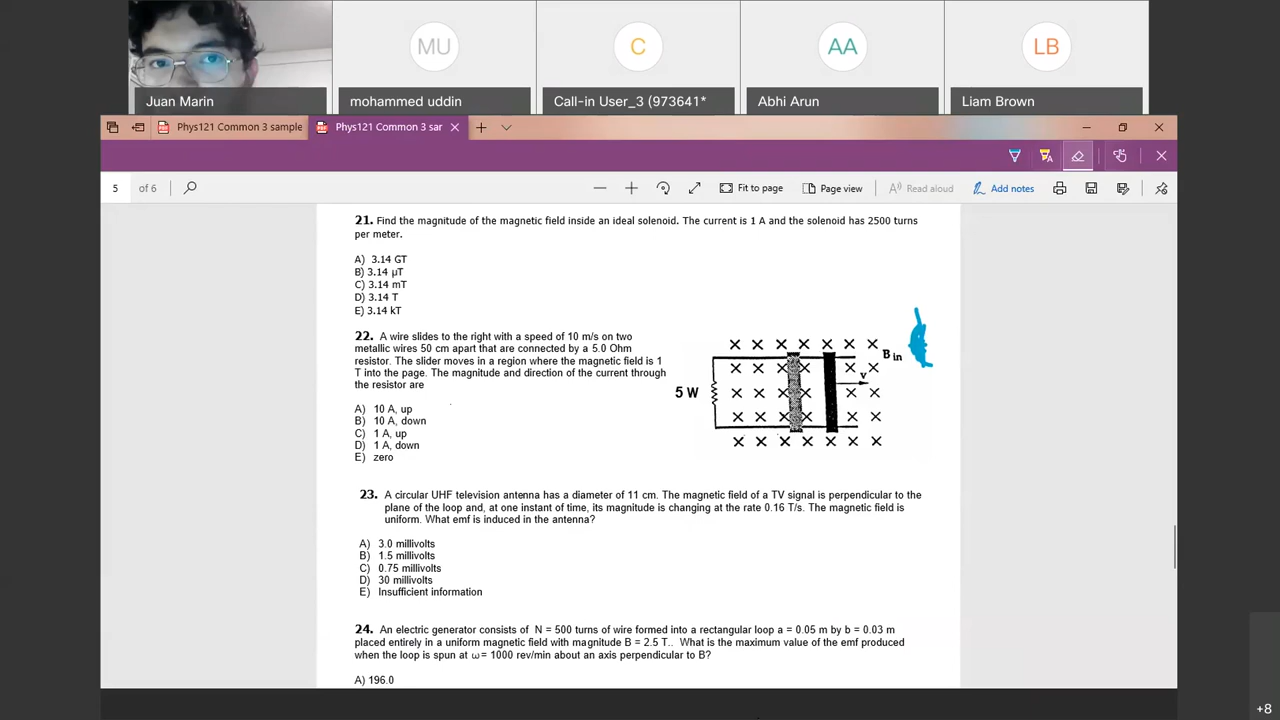 MU
C
AA
LB
Juan Marin
mohammed uddin
Call-in User_3 (973641*
Abhi Arun
Liam Brown
Phys121 Common 3 sample
Phys121 Common 3 sar
5 of 6
Fit to page
Page view
Read aloud
Add notes
21. Find the magnitude of the magnetic field inside an ideal solenoid. The current is 1 A and the solenoid has 2500 turns
per meter.
A) 3.14 GT
B) 3.14 µT
C) 3.14 mT
D) 3.14 T
E) 3.14 kT
22. A wire slides to the right with a speed of 10 m/s on two
metallic wires 50 cm apart that are connected by a 5.0 Ohm
resistor. The slider moves in a region where the magnetic field is 1
T into the page. The magnitude and direction of the current through
the resistor are
A) 10 A, up
B) 10 A, down
C) 1 A, up
D) 1 A, down
E) zero
B in
v
5 W
23. A circular UHF television antenna has a diameter of 11 cm. The magnetic field of a TV signal is perpendicular to the
plane of the loop and, at one instant of time, its magnitude is changing at the rate 0.16 T/s. The magnetic field is
uniform. What emf is induced in the antenna?
A) 3.0 millivolts
B) 1.5 millivolts
C) 0.75 millivolts
D) 30 millivolts
E) Insufficient information
24. An electric generator consists of N = 500 turns of wire formed into a rectangular loop a = 0.05 m by b = 0.03 m
placed entirely in a uniform magnetic field with magnitude B = 2.5 T.. What is the maximum value of the emf produced
when the loop is spun at ω = 1000 rev/min about an axis perpendicular to B?
A) 196.0
+8